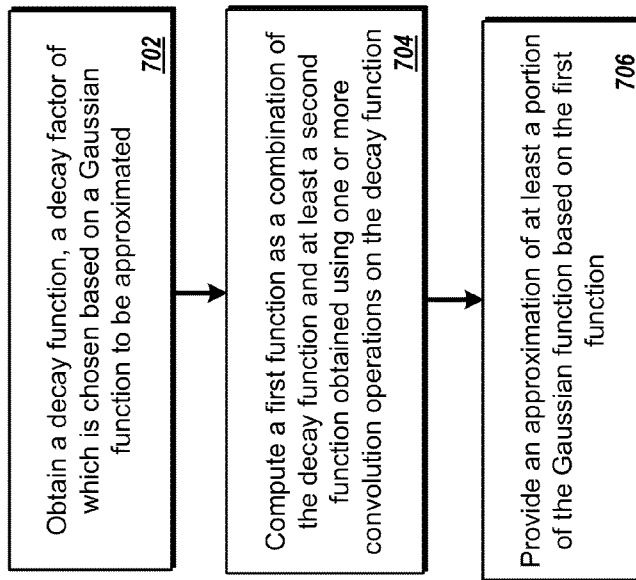 Obtain a decay function, a decay factor of
which is chosen based on a Gaussian
function to be approximated
702
Compute a first function as a combination of
the decay function and at least a second
function obtained using one or more
convolution operations on the decay function
704
Provide an approximation of at least a portion
of the Gaussian function based on the first
function
706